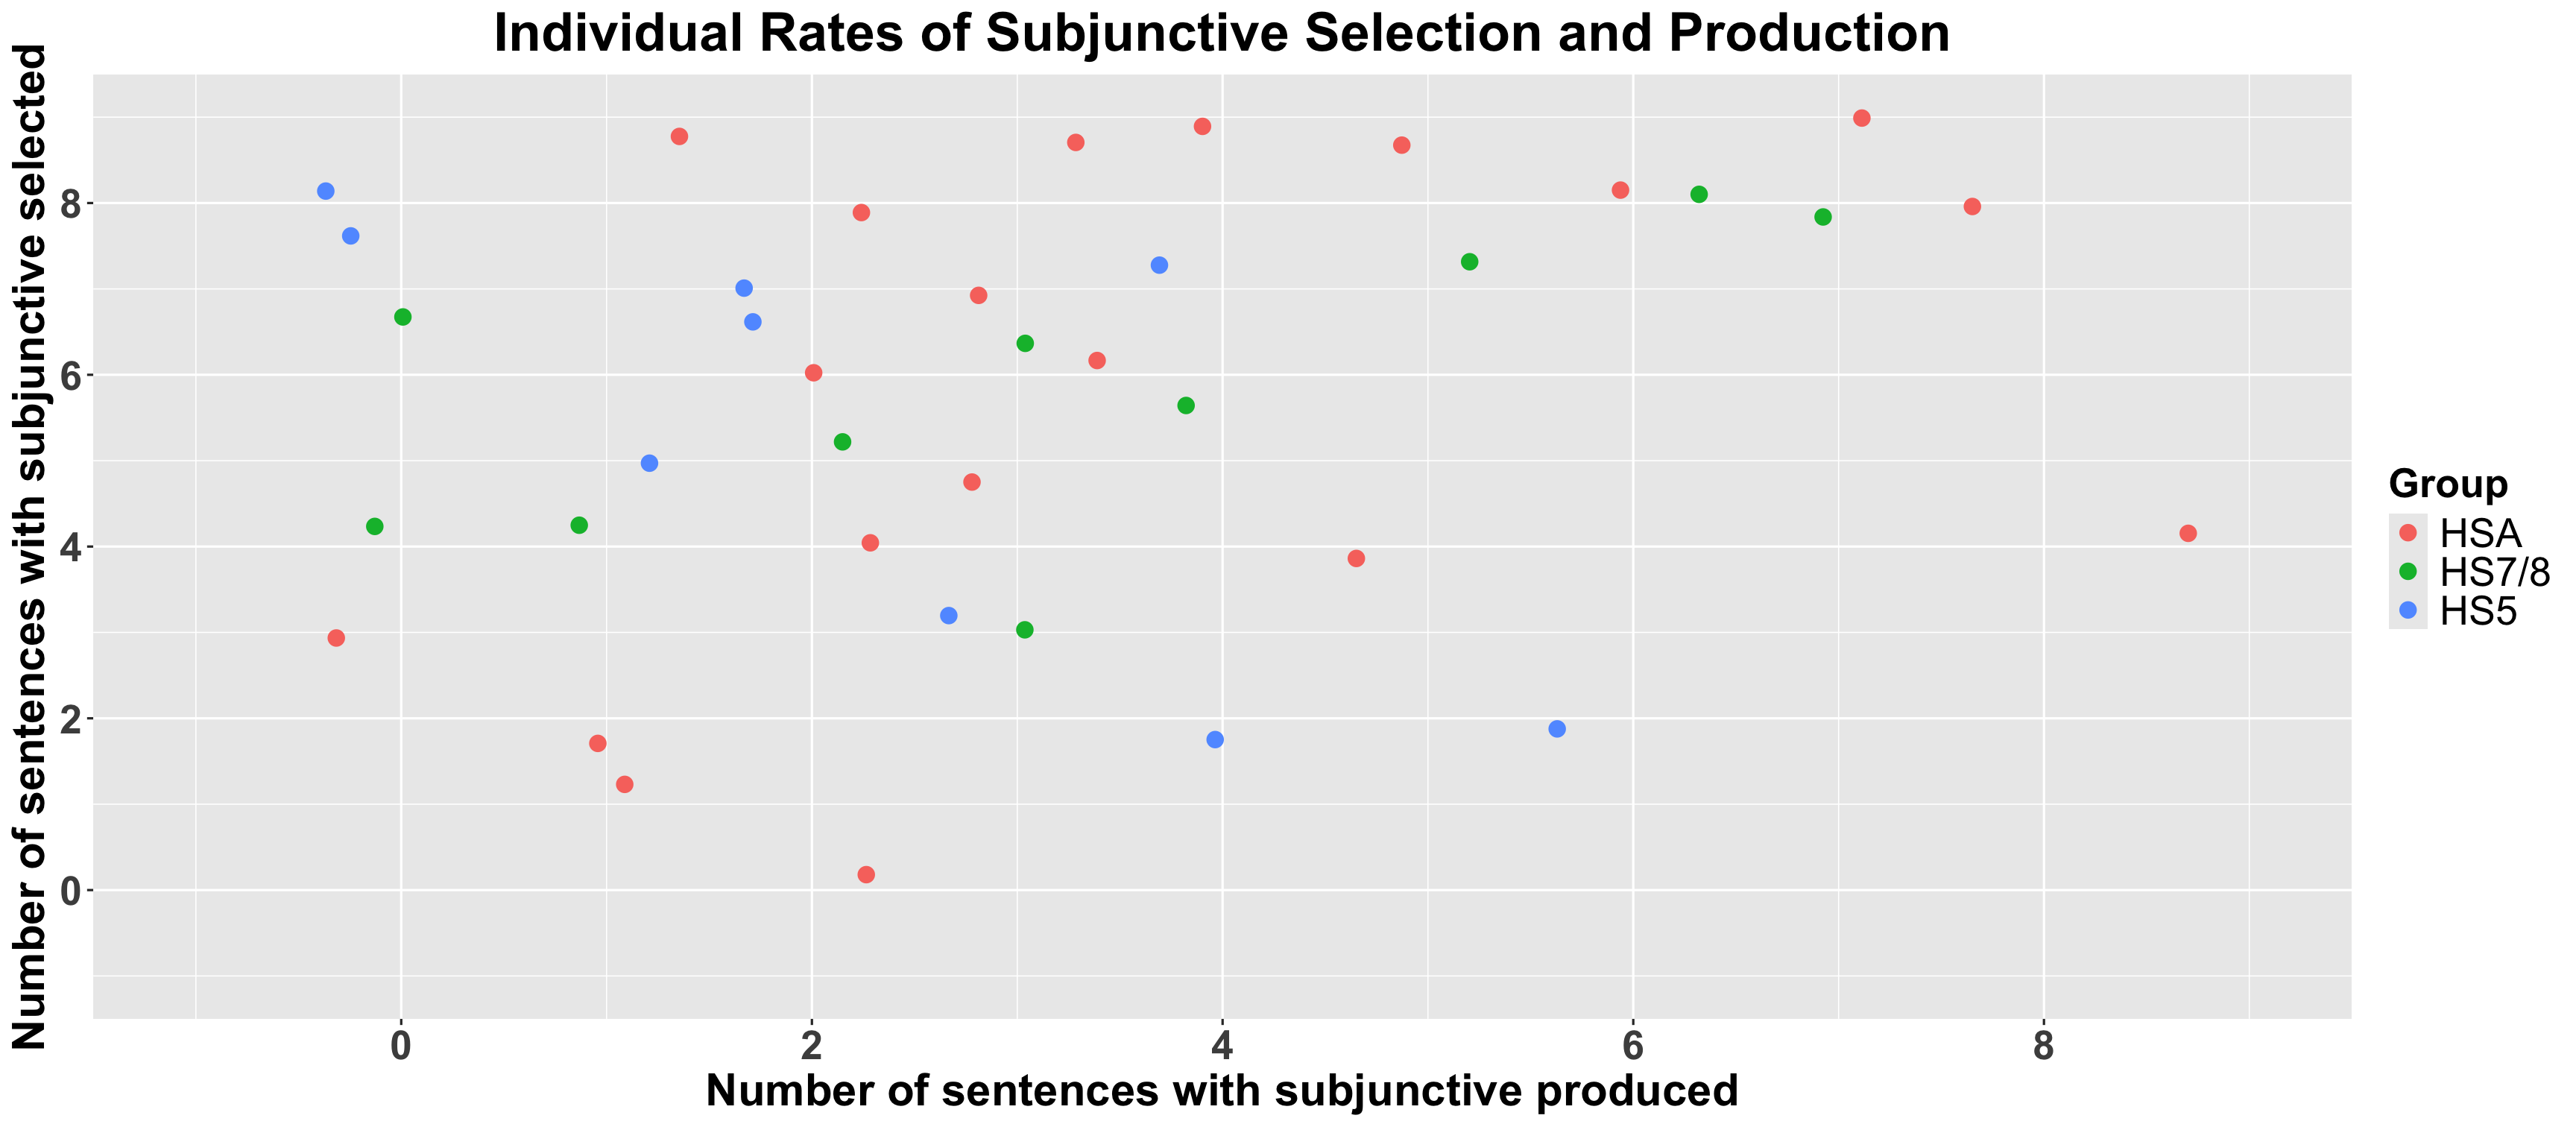 Individual Rates of Subjunctive Selection and Production
Number of sentences with subjunctive selected
8
6
4
2
0
0 2 4 6 8
Number of sentences with subjunctive produced
Group
HSA
HS7/8
HS5